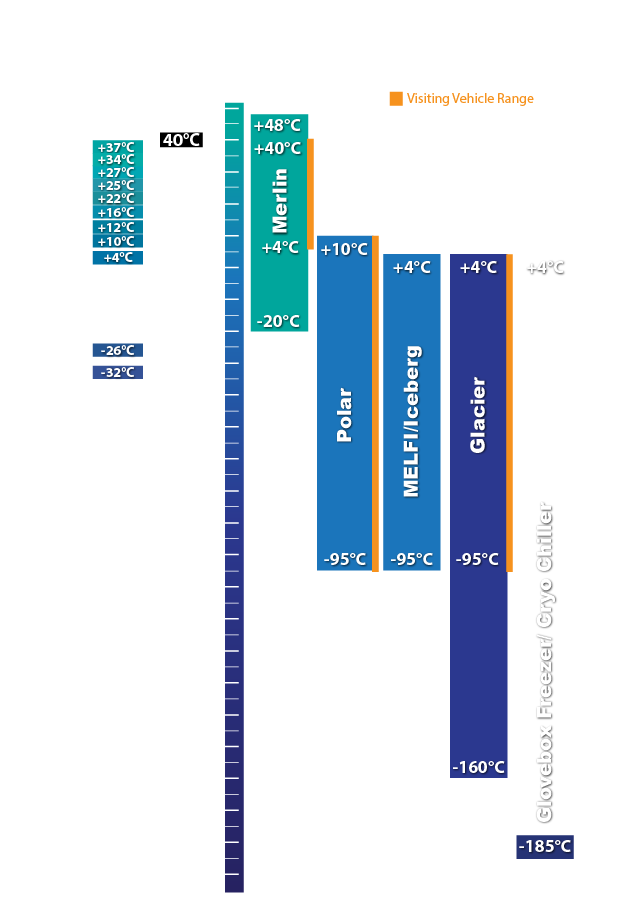 Visiting Vehicle Range
40°C
+37°C
+34°C
+27°C
+25°C
+22°C
+16°C
+12°C
+10°C
+4°C
-26°C
-32°C
+48°C
+40°C
Merlin
+4°C
-20°C
+10°C
Polar
-95°C
+4°C
MELFI/Iceberg
-95°C
+4°C
Glacier
-95°C
-160°C
+4°C
Glovebox Freezer/ Cryo Chiller
-185°C